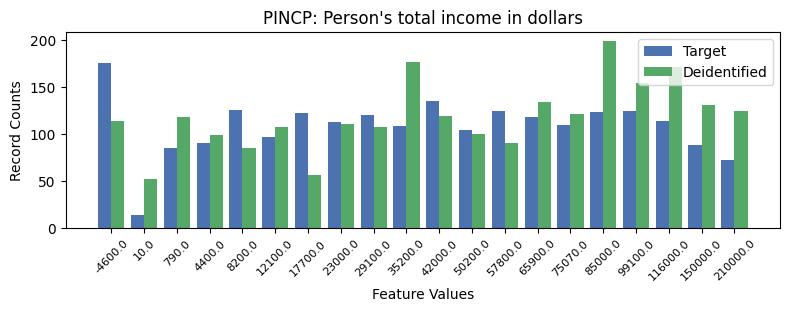 PINCP: Person's total income in dollars
Target
Deidentified
Record Counts
200
150
100
50
0
-4600.0 10.0 790.0 4400.0 8200.0 12100.0 17700.0 23000.0 29100.0 35200.0 42000.0 50200.0 57800.0 65900.0 75070.0 85000.0 99100.0 116000.0 150000.0 210000.0
Feature Values